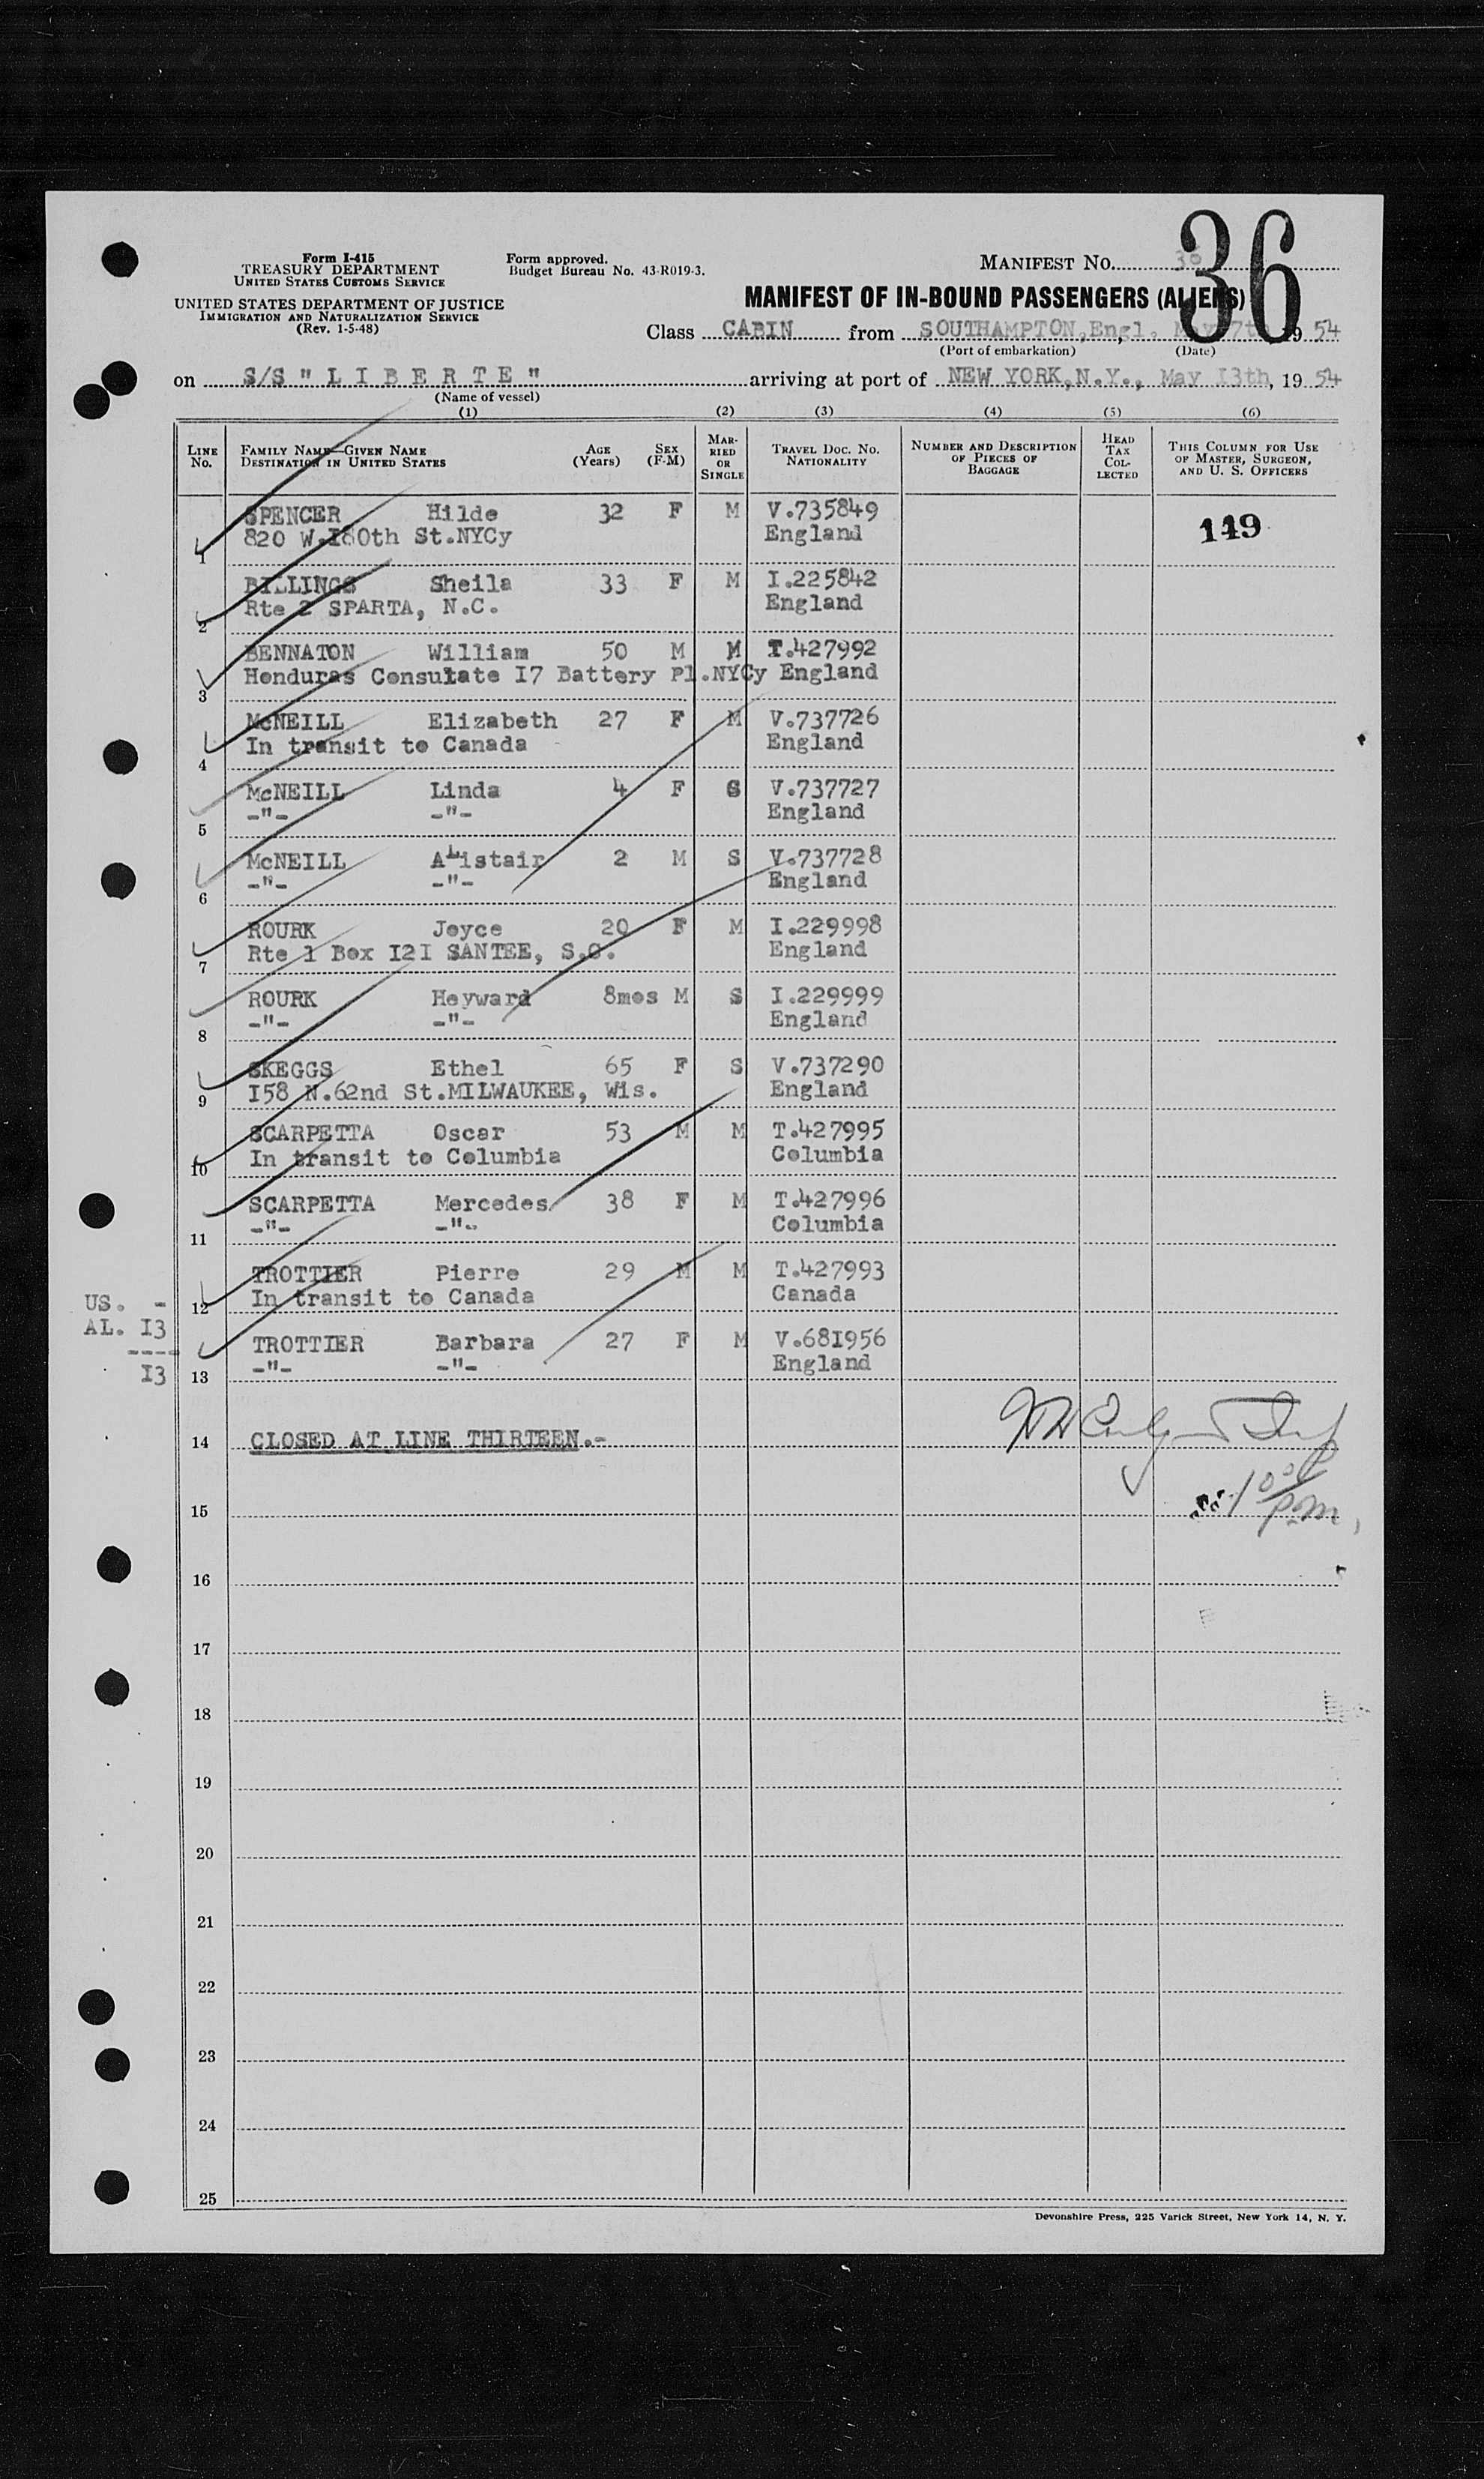 36
Form I-415
TREASURY DEPARTMENT
UNITED STATES CUSTOMS SERVICE
UNITED STATES DEPARTMENT OF JUSTICE
IMMIGRATION AND NATURALIZATION SERVICE
(Rev. 1-5-48)
Form approved.
Budget Bureau No. 43-R019-3.
MANIFEST NO.
MANIFEST OF IN-BOUND PASSENGERS (ALIENS)
Class CABIN from SOUTHAMPTON, Engl., May 7th, 19 54
(Port of embarkation) (Date)
on S/S " L I B E R T E " arriving at port of NEW YORK, N.Y., May I3th, 19 54
(Name of vessel)
(1) (2) (3) (4) (5) (6)
LINE NO. FAMILY NAME—GIVEN NAME DESTINATION IN UNITED STATES AGE (Years) SEX (F-M) MARRIED OR SINGLE TRAVEL DOC. NO. NATIONALITY NUMBER AND DESCRIPTION OF PIECES OF BAGGAGE HEAD TAX COLLECTED THIS COLUMN FOR USE OF MASTER, SURGEON, AND U. S. OFFICERS
SPENCER Hilde 32 F M V.735849 149
1 820 W.I80th St.NYCy England
BILLINGS Sheila 33 F M I.225842
2 Rte 2 SPARTA, N.C. England
BENNATON William 50 M M T.427992
3 Honduras Consulate I7 Battery Pl.NYCy England
McNEILL Elizabeth 27 F M V.737726
4 In transit to Canada England
McNEILL Linda 4 F S V.737727
5 -"- -"- England
McNEILL Alistair 2 M S V.737728
6 -"- -"- England
ROURK Joyce 20 F M I.229998
7 Rte 1 Box I2I SANTEE, S.C. England
ROURK Heyward 8mos M S I.229999
8 -"- -"- England
SKEGGS Ethel 65 F S V.737290
9 I58 N.62nd St.MILWAUKEE, Wis. England
SCARPETTA Oscar 53 M M T.427995
10 In transit to Columbia Columbia
SCARPETTA Mercedes 38 F M T.427996
11 -"- -"- Columbia
TROTTIER Pierre 29 M M T.427993
12 In transit to Canada Canada
US. -
AL. I3
----
I3
TROTTIER Barbara 27 F M V.68I956
13 -"- -"- England
14 CLOSED AT LINE THIRTEEN.-
15 1 00 p.m.
16
17
18
19
20
21
22
23
24
25
Devonshire Press, 225 Varick Street, New York 14, N. Y.